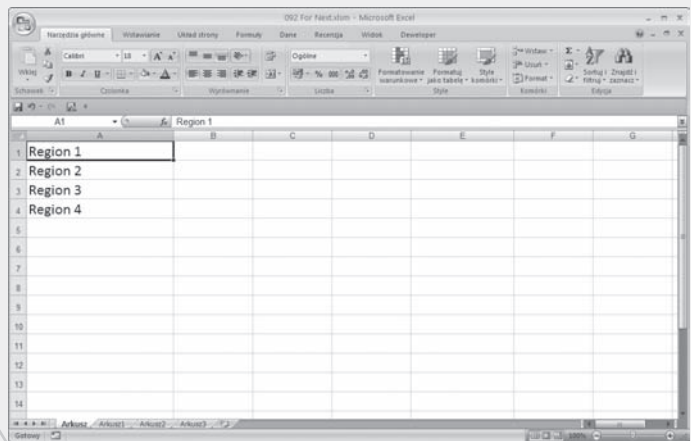 092 For Next.xlsm - Microsoft Excel
Narzędzia główne Wstawianie Układ strony Formuły Dane Recenzja Widok Deweloper
Wklej Calibri 18 A A Ogólne Formatowanie warunkowe Formatuj jako tabelę Style komórki Wstaw Usuń Format Σ Sortuj i filtruj Znajdź i zaznacz
B I U A % 000
Schowek Czcionka Wyrównanie Liczba Style Komórki Edycja
A1 fx Region 1
A B C D E F G
1 Region 1
2 Region 2
3 Region 3
4 Region 4
5
6
7
8
9
10
11
12
13
14
Arkusz Arkusz1 Arkusz2 Arkusz3
Gotowy 100%